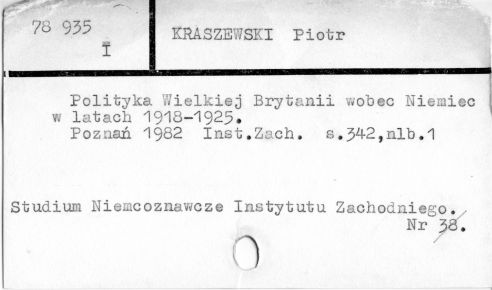 78 935
I
KRASZEWSKI Piotr
Polityka Wielkiej Brytanii wobec Niemiec
w latach 1918-1925.
Poznań 1982 Inst.Zach. s.342,nlb.1
Studium Niemcoznawcze Instytutu Zachodniego.
Nr 38.